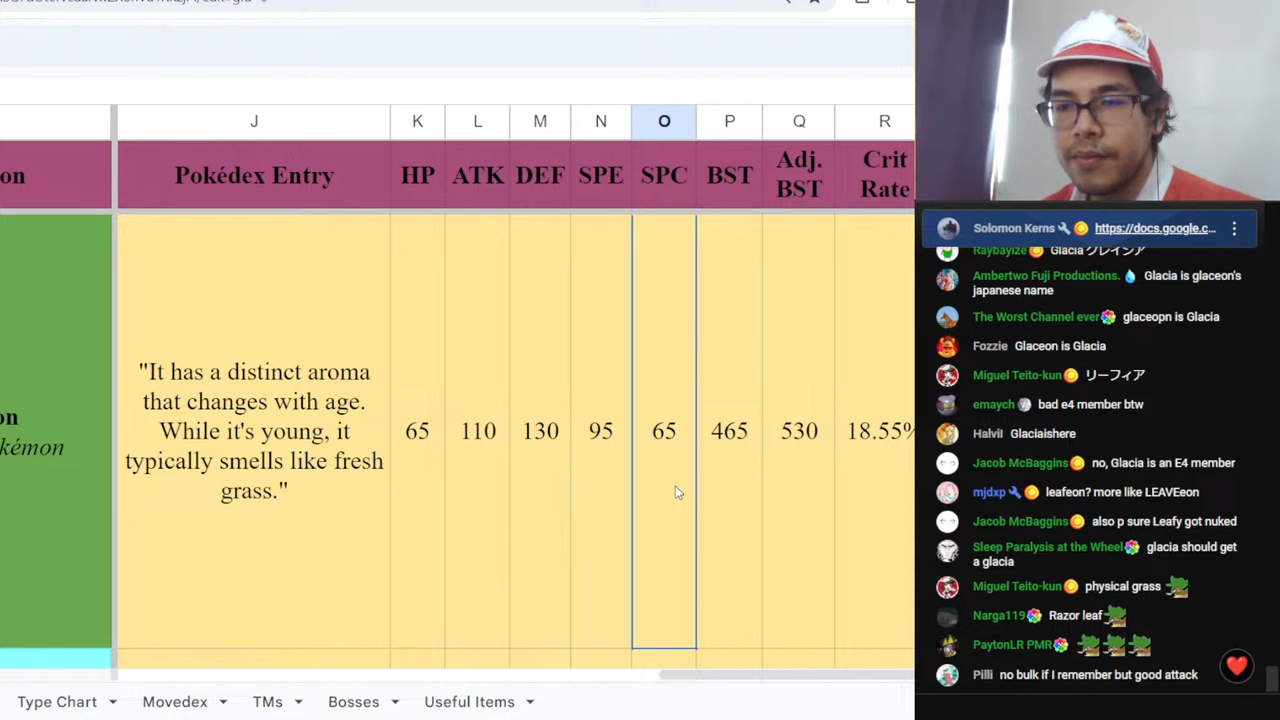 J K L M N O P Q R
on Pokédex Entry HP ATK DEF SPE SPC BST Adj. BST Crit Rate
"It has a distinct aroma
that changes with age.
While it's young, it
typically smells like fresh
grass."
on
kémon
65 110 130 95 65 465 530 18.55%
Type Chart Movedex TMs Bosses Useful Items
Solomon Kerns https://docs.google.c...
Raybayize Glacia グレイシア
Ambertwo Fuji Productions. Glacia is glaceon's
japanese name
The Worst Channel ever glaceopn is Glacia
Fozzie Glaceon is Glacia
Miguel Teito-kun リーフィア
emaych bad e4 member btw
Halvil Glaciaishere
Jacob McBaggins no, Glacia is an E4 member
mjdxp leafeon? more like LEAVEeon
Jacob McBaggins also p sure Leafy got nuked
Sleep Paralysis at the Wheel glacia should get
a glacia
Miguel Teito-kun physical grass
Narga119 Razor leaf
PaytonLR PMR
Pilli no bulk if I remember but good attack